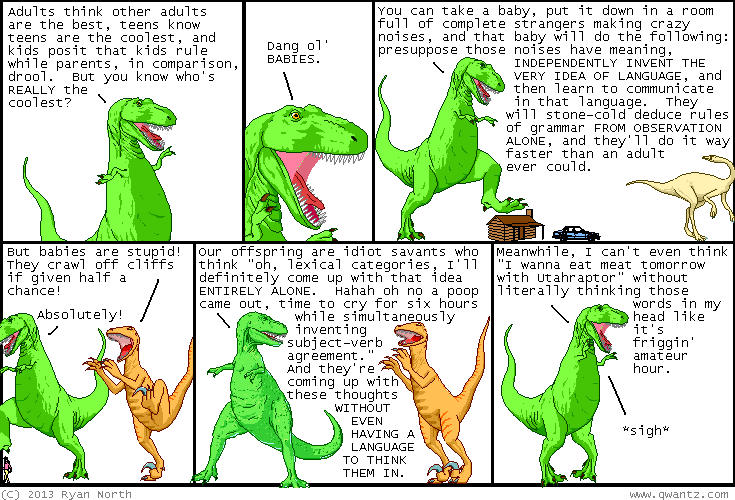 Adults think other adults
are the best, teens know
teens are the coolest, and
kids posit that kids rule
while parents, in comparison,
drool.  But you know who's
REALLY the
coolest?
Dang ol'
BABIES.
You can take a baby, put it down in a room
full of complete strangers making crazy
noises, and that baby will do the following:
presuppose those noises have meaning,
INDEPENDENTLY INVENT THE
VERY IDEA OF LANGUAGE, and
then learn to communicate
in that language.  They
will stone-cold deduce rules
of grammar FROM OBSERVATION
ALONE, and they'll do it way
faster than an adult
ever could.
But babies are stupid!
They crawl off cliffs
if given half a
chance!
Absolutely!
Our offspring are idiot savants who
think "oh, lexical categories, I'll
definitely come up with that idea
ENTIRELY ALONE.  Hahah oh no a poop
came out, time to cry for six hours
while simultaneously
inventing
subject-verb
agreement."
And they're
coming up with
these thoughts
WITHOUT
EVEN
HAVING A
LANGUAGE
TO THINK
THEM IN.
Meanwhile, I can't even think
"I wanna eat meat tomorrow
with Utahraptor" without
literally thinking those
words in my
head like
it's
friggin'
amateur
hour.
*sigh*
(C) 2013 Ryan North
www.qwantz.com